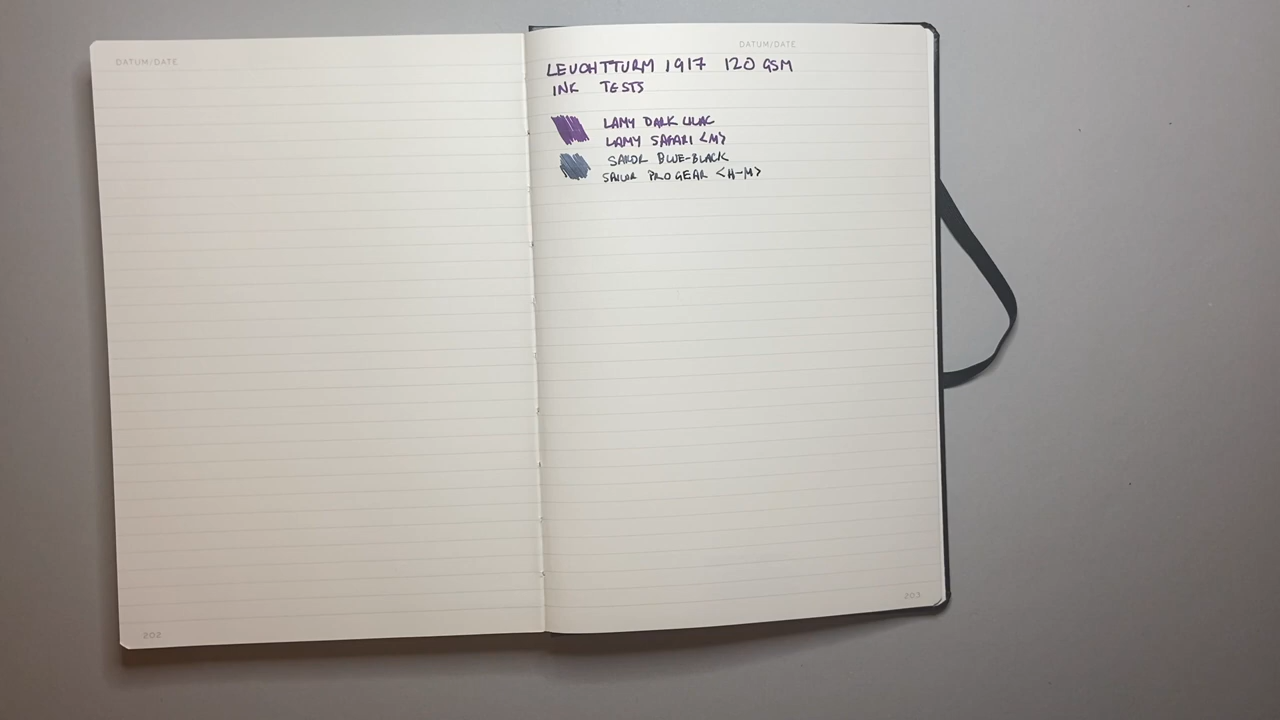 DATUM/DATE
202
DATUM/DATE
LEUCHTTURM 1917 120 GSM
INK TESTS
LAMY DARK LILAC
LAMY SAFARI <M>
SAILOR BLUE-BLACK
SAILOR PRO GEAR <H-M>
203